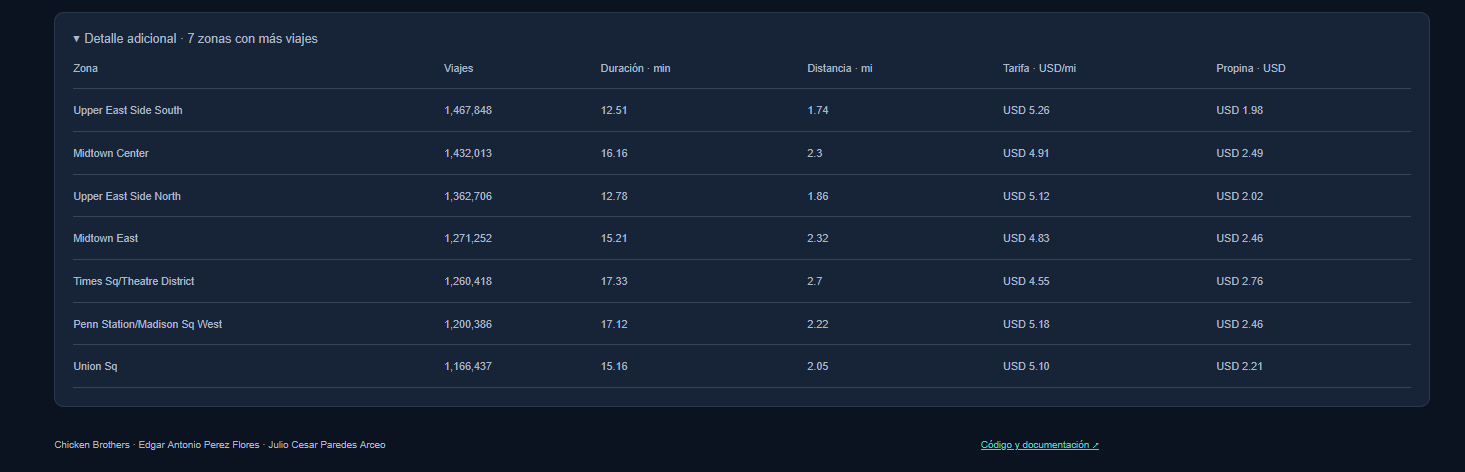 ▾ Detalle adicional · 7 zonas con más viajes
Zona Viajes Duración · min Distancia · mi Tarifa · USD/mi Propina · USD
Upper East Side South 1,467,848 12.51 1.74 USD 5.26 USD 1.98
Midtown Center 1,432,013 16.16 2.3 USD 4.91 USD 2.49
Upper East Side North 1,362,706 12.78 1.86 USD 5.12 USD 2.02
Midtown East 1,271,252 15.21 2.32 USD 4.83 USD 2.46
Times Sq/Theatre District 1,260,418 17.33 2.7 USD 4.55 USD 2.76
Penn Station/Madison Sq West 1,200,386 17.12 2.22 USD 5.18 USD 2.46
Union Sq 1,166,437 15.16 2.05 USD 5.10 USD 2.21
Chicken Brothers · Edgar Antonio Perez Flores · Julio Cesar Paredes Arceo Código y documentación ↗